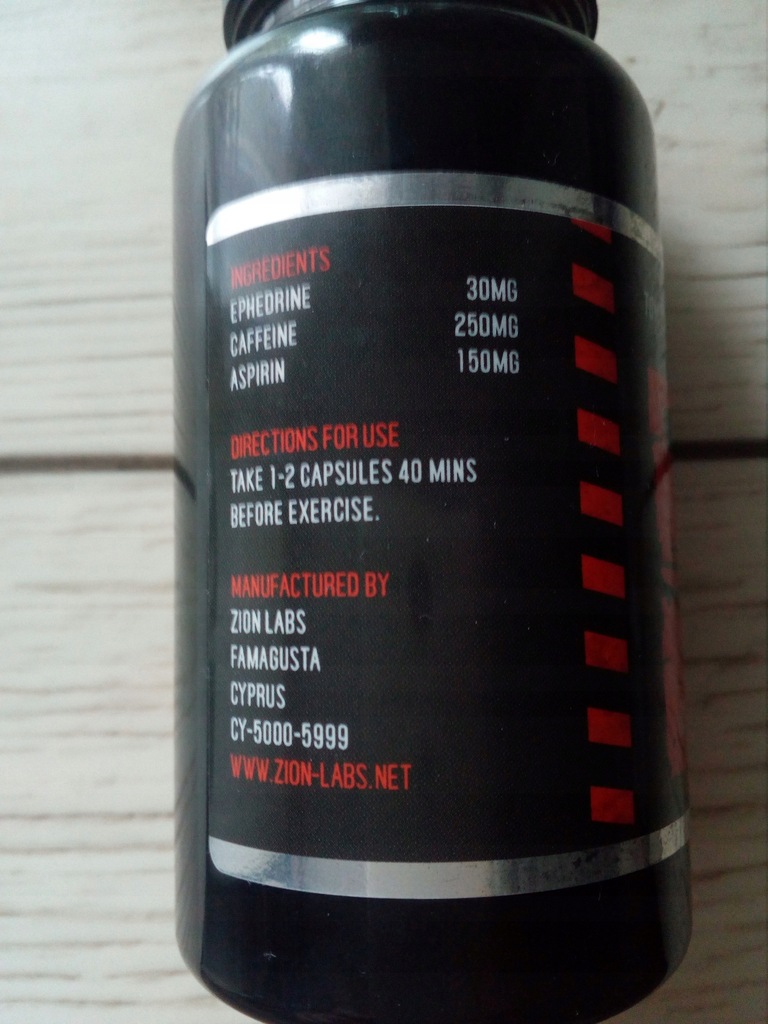 INGREDIENTS
EPHEDRINE 30MG
CAFFEINE 250MG
ASPIRIN 150MG
DIRECTIONS FOR USE
TAKE 1-2 CAPSULES 40 MINS
BEFORE EXERCISE.
MANUFACTURED BY
ZION LABS
FAMAGUSTA
CYPRUS
CY-5000-5999
WWW.ZION-LABS.NET